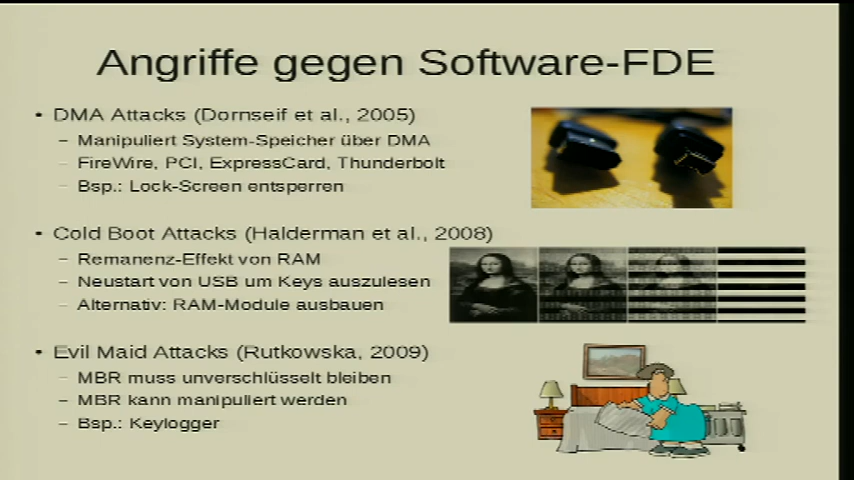 Angriffe gegen Software-FDE
• DMA Attacks (Dornseif et al., 2005)
– Manipuliert System-Speicher über DMA
– FireWire, PCI, ExpressCard, Thunderbolt
– Bsp.: Lock-Screen entsperren
• Cold Boot Attacks (Halderman et al., 2008)
– Remanenz-Effekt von RAM
– Neustart von USB um Keys auszulesen
– Alternativ: RAM-Module ausbauen
• Evil Maid Attacks (Rutkowska, 2009)
– MBR muss unverschlüsselt bleiben
– MBR kann manipuliert werden
– Bsp.: Keylogger